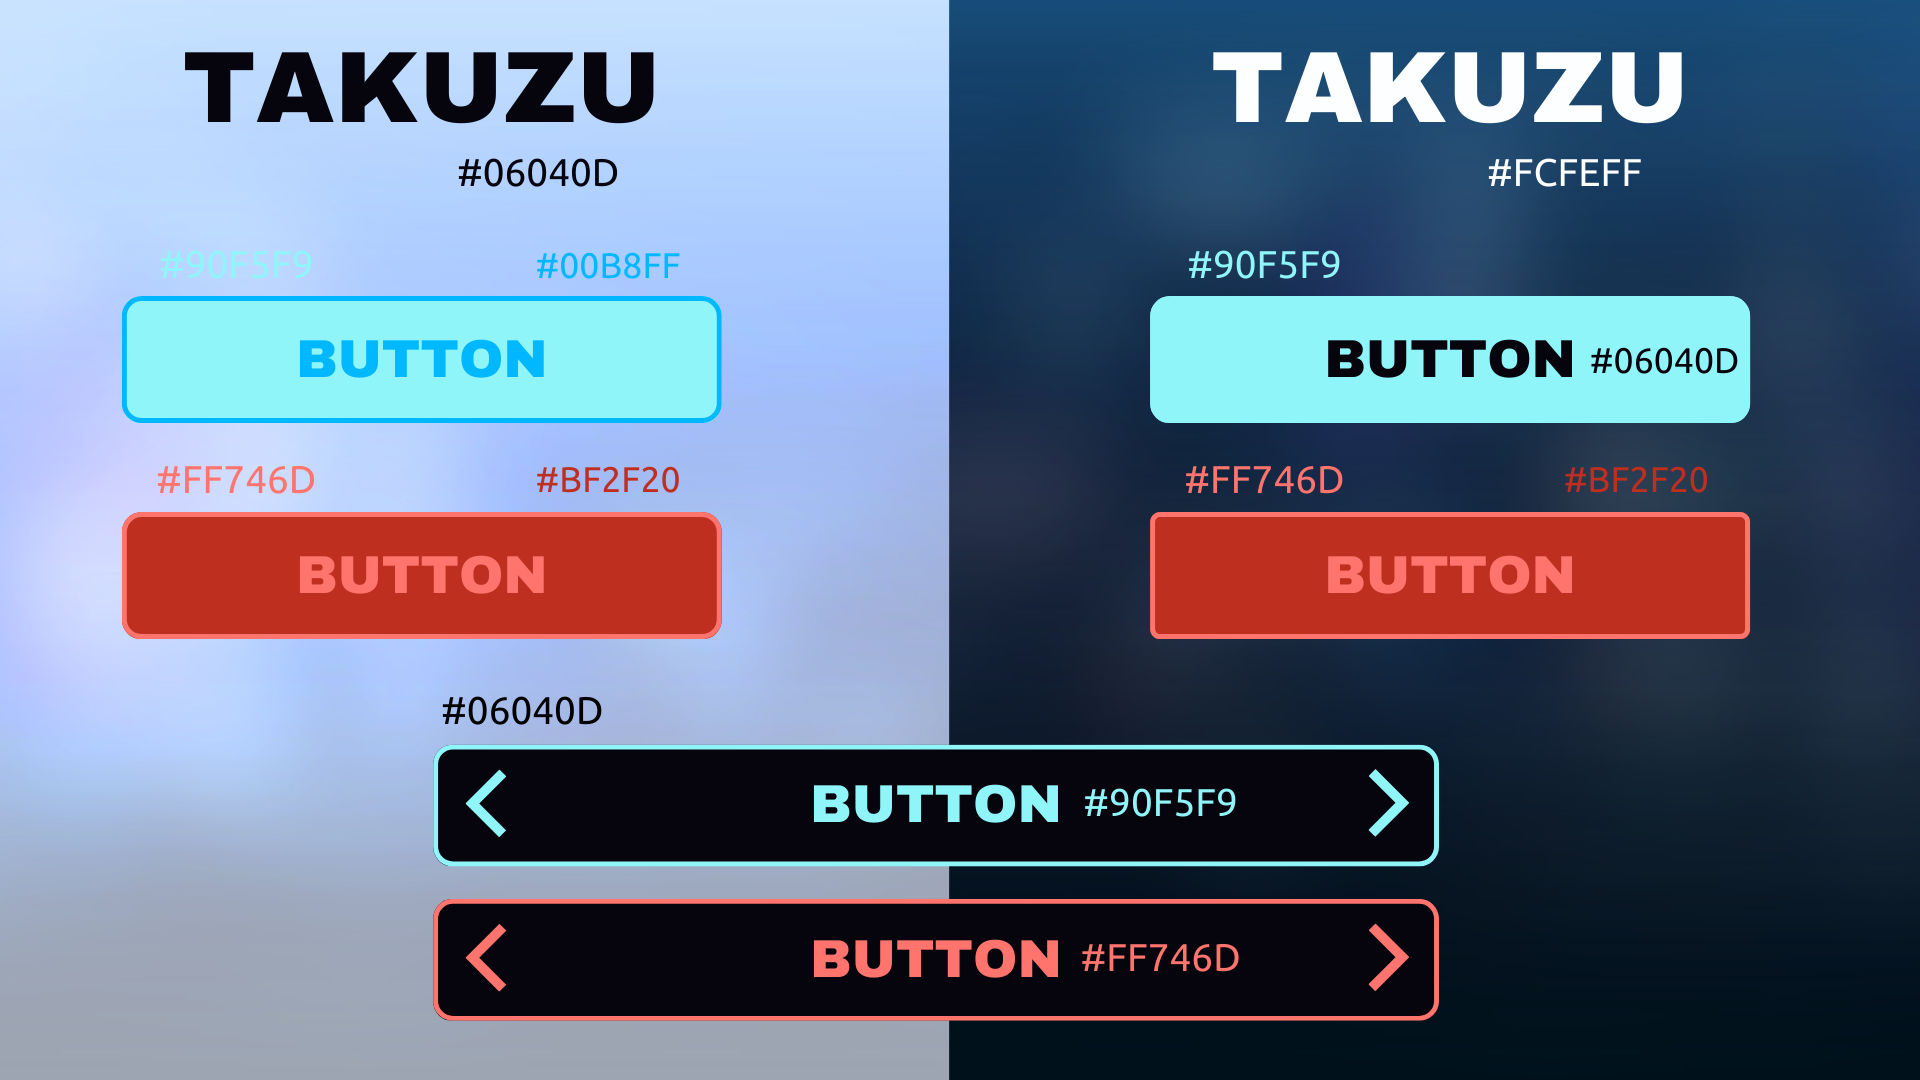 TAKUZU
#06040D
#90F5F9 #00B8FF
BUTTON
#FF746D #BF2F20
BUTTON
TAKUZU
#FCFEFF
#90F5F9
BUTTON #06040D
#FF746D #BF2F20
BUTTON
#06040D
BUTTON #90F5F9
BUTTON #FF746D